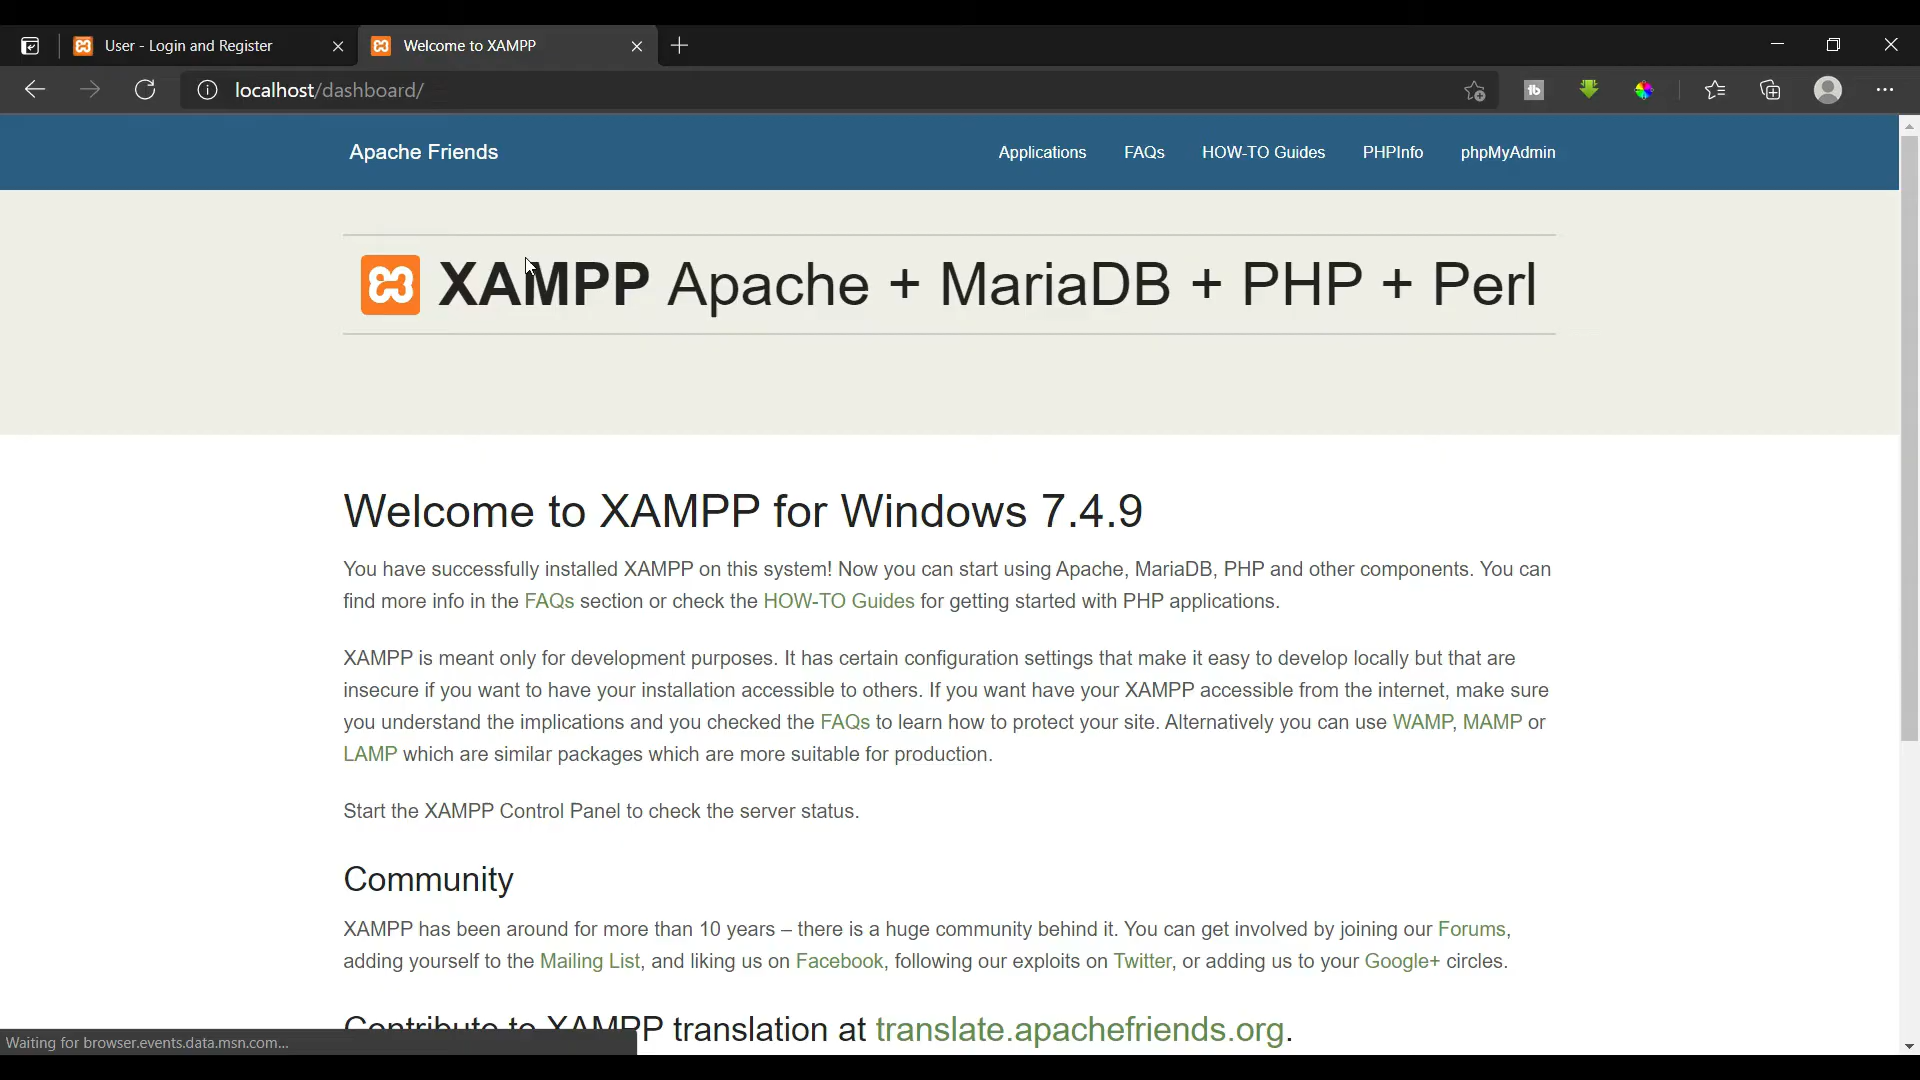 User - Login and Register
Welcome to XAMPP
localhost/dashboard/
Apache Friends
Applications
FAQs
HOW-TO Guides
PHPInfo
phpMyAdmin
XAMPP Apache + MariaDB + PHP + Perl
Welcome to XAMPP for Windows 7.4.9
You have successfully installed XAMPP on this system! Now you can start using Apache, MariaDB, PHP and other components. You can
find more info in the FAQs section or check the HOW-TO Guides for getting started with PHP applications.
XAMPP is meant only for development purposes. It has certain configuration settings that make it easy to develop locally but that are
insecure if you want to have your installation accessible to others. If you want have your XAMPP accessible from the internet, make sure
you understand the implications and you checked the FAQs to learn how to protect your site. Alternatively you can use WAMP, MAMP or
LAMP which are similar packages which are more suitable for production.
Start the XAMPP Control Panel to check the server status.
Community
XAMPP has been around for more than 10 years – there is a huge community behind it. You can get involved by joining our Forums,
adding yourself to the Mailing List, and liking us on Facebook, following our exploits on Twitter, or adding us to your Google+ circles.
Contribute to XAMPP translation at translate.apachefriends.org.
Waiting for browser.events.data.msn.com...